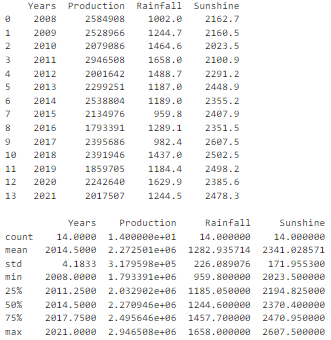 Years Production Rainfall Sunshine
0 2008 2584908 1002.0 2162.7
1 2009 2528966 1244.7 2160.5
2 2010 2079086 1464.6 2023.5
3 2011 2946508 1658.0 2100.9
4 2012 2001642 1488.7 2291.2
5 2013 2299251 1187.0 2448.9
6 2014 2538804 1189.0 2355.2
7 2015 2134976 959.8 2407.9
8 2016 1793391 1289.1 2351.5
9 2017 2395686 982.4 2607.5
10 2018 2391946 1437.0 2502.5
11 2019 1859705 1184.4 2498.2
12 2020 2242640 1629.9 2385.6
13 2021 2017507 1244.5 2478.3
Years Production Rainfall Sunshine
count 14.0000 1.400000e+01 14.000000 14.000000
mean 2014.5000 2.272501e+06 1282.935714 2341.028571
std 4.1833 3.179598e+05 226.089076 171.955300
min 2008.0000 1.793391e+06 959.800000 2023.500000
25% 2011.2500 2.032902e+06 1185.050000 2194.825000
50% 2014.5000 2.270946e+06 1244.600000 2370.400000
75% 2017.7500 2.495646e+06 1457.700000 2470.950000
max 2021.0000 2.946508e+06 1658.000000 2607.500000